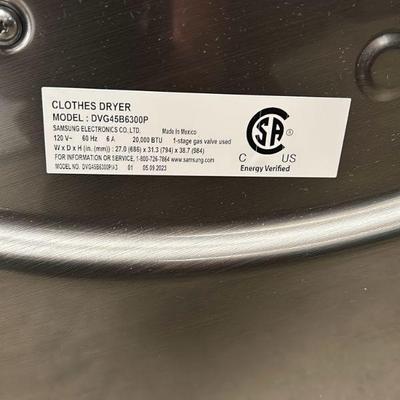 CLOTHES DRYER
MODEL : DVG45B6300P
SAMSUNG ELECTRONICS CO, LTD. Made in Mexico
120 V~ 60 Hz 6 A 20,000 BTU 1-stage gas valve used
W x D x H (in. (mm)) : 27.0 (686) x 31.3 (794) x 38.7 (984)
FOR INFORMATION OR SERVICE, 1-800-726-7864 www.samsung.com
MODEL NO. DVG45B6300P/A3 01 05.09.2023
CSA
C US
Energy Verified